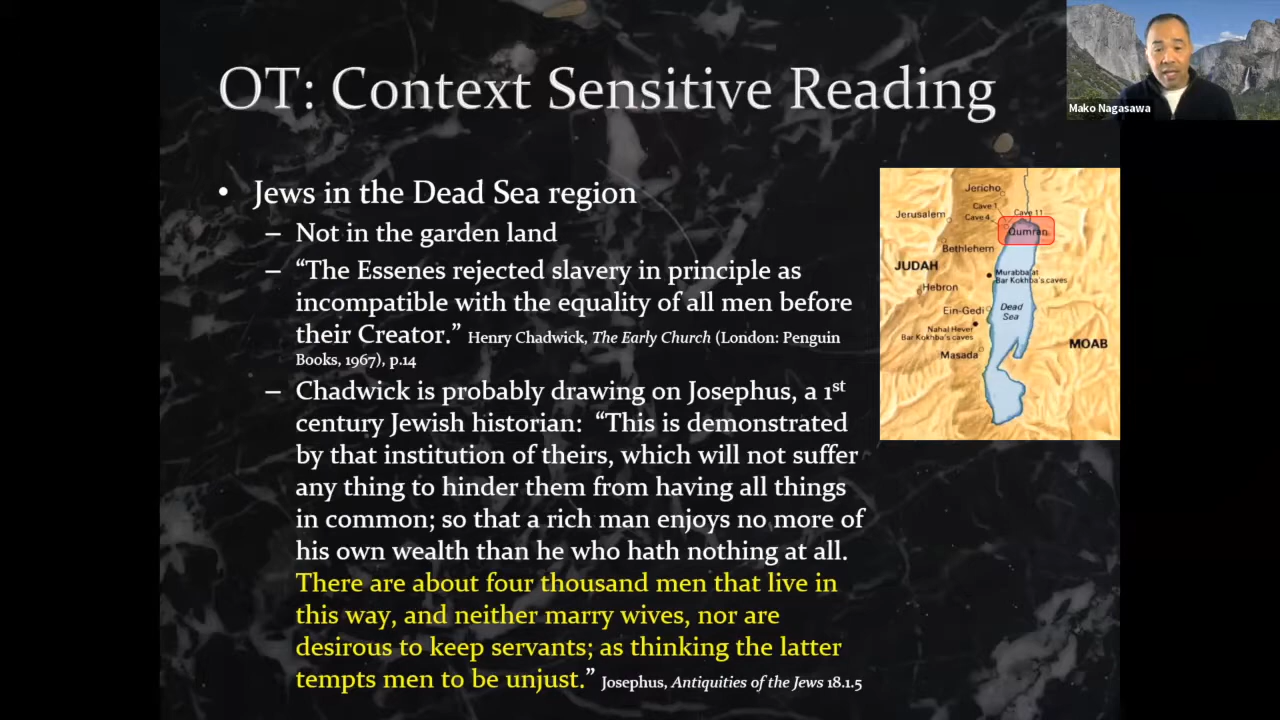 OT: Context Sensitive Reading
Mako Nagasawa
• Jews in the Dead Sea region
– Not in the garden land
– “The Essenes rejected slavery in principle as
incompatible with the equality of all men before
their Creator.” Henry Chadwick, The Early Church (London: Penguin
Books, 1967), p.14
– Chadwick is probably drawing on Josephus, a 1st
century Jewish historian: “This is demonstrated
by that institution of theirs, which will not suffer
any thing to hinder them from having all things
in common; so that a rich man enjoys no more of
his own wealth than he who hath nothing at all.
There are about four thousand men that live in
this way, and neither marry wives, nor are
desirous to keep servants; as thinking the latter
tempts men to be unjust.” Josephus, Antiquities of the Jews 18.1.5
Jericho
Cave 1
Cave 11
Jerusalem
Cave 4
Qumran
Bethlehem
JUDAH
Murabba'at
Bar Kokhba's caves
Hebron
Ein-Gedi
Dead
Sea
Nahal Hever
Bar Kokhba's caves
MOAB
Masada